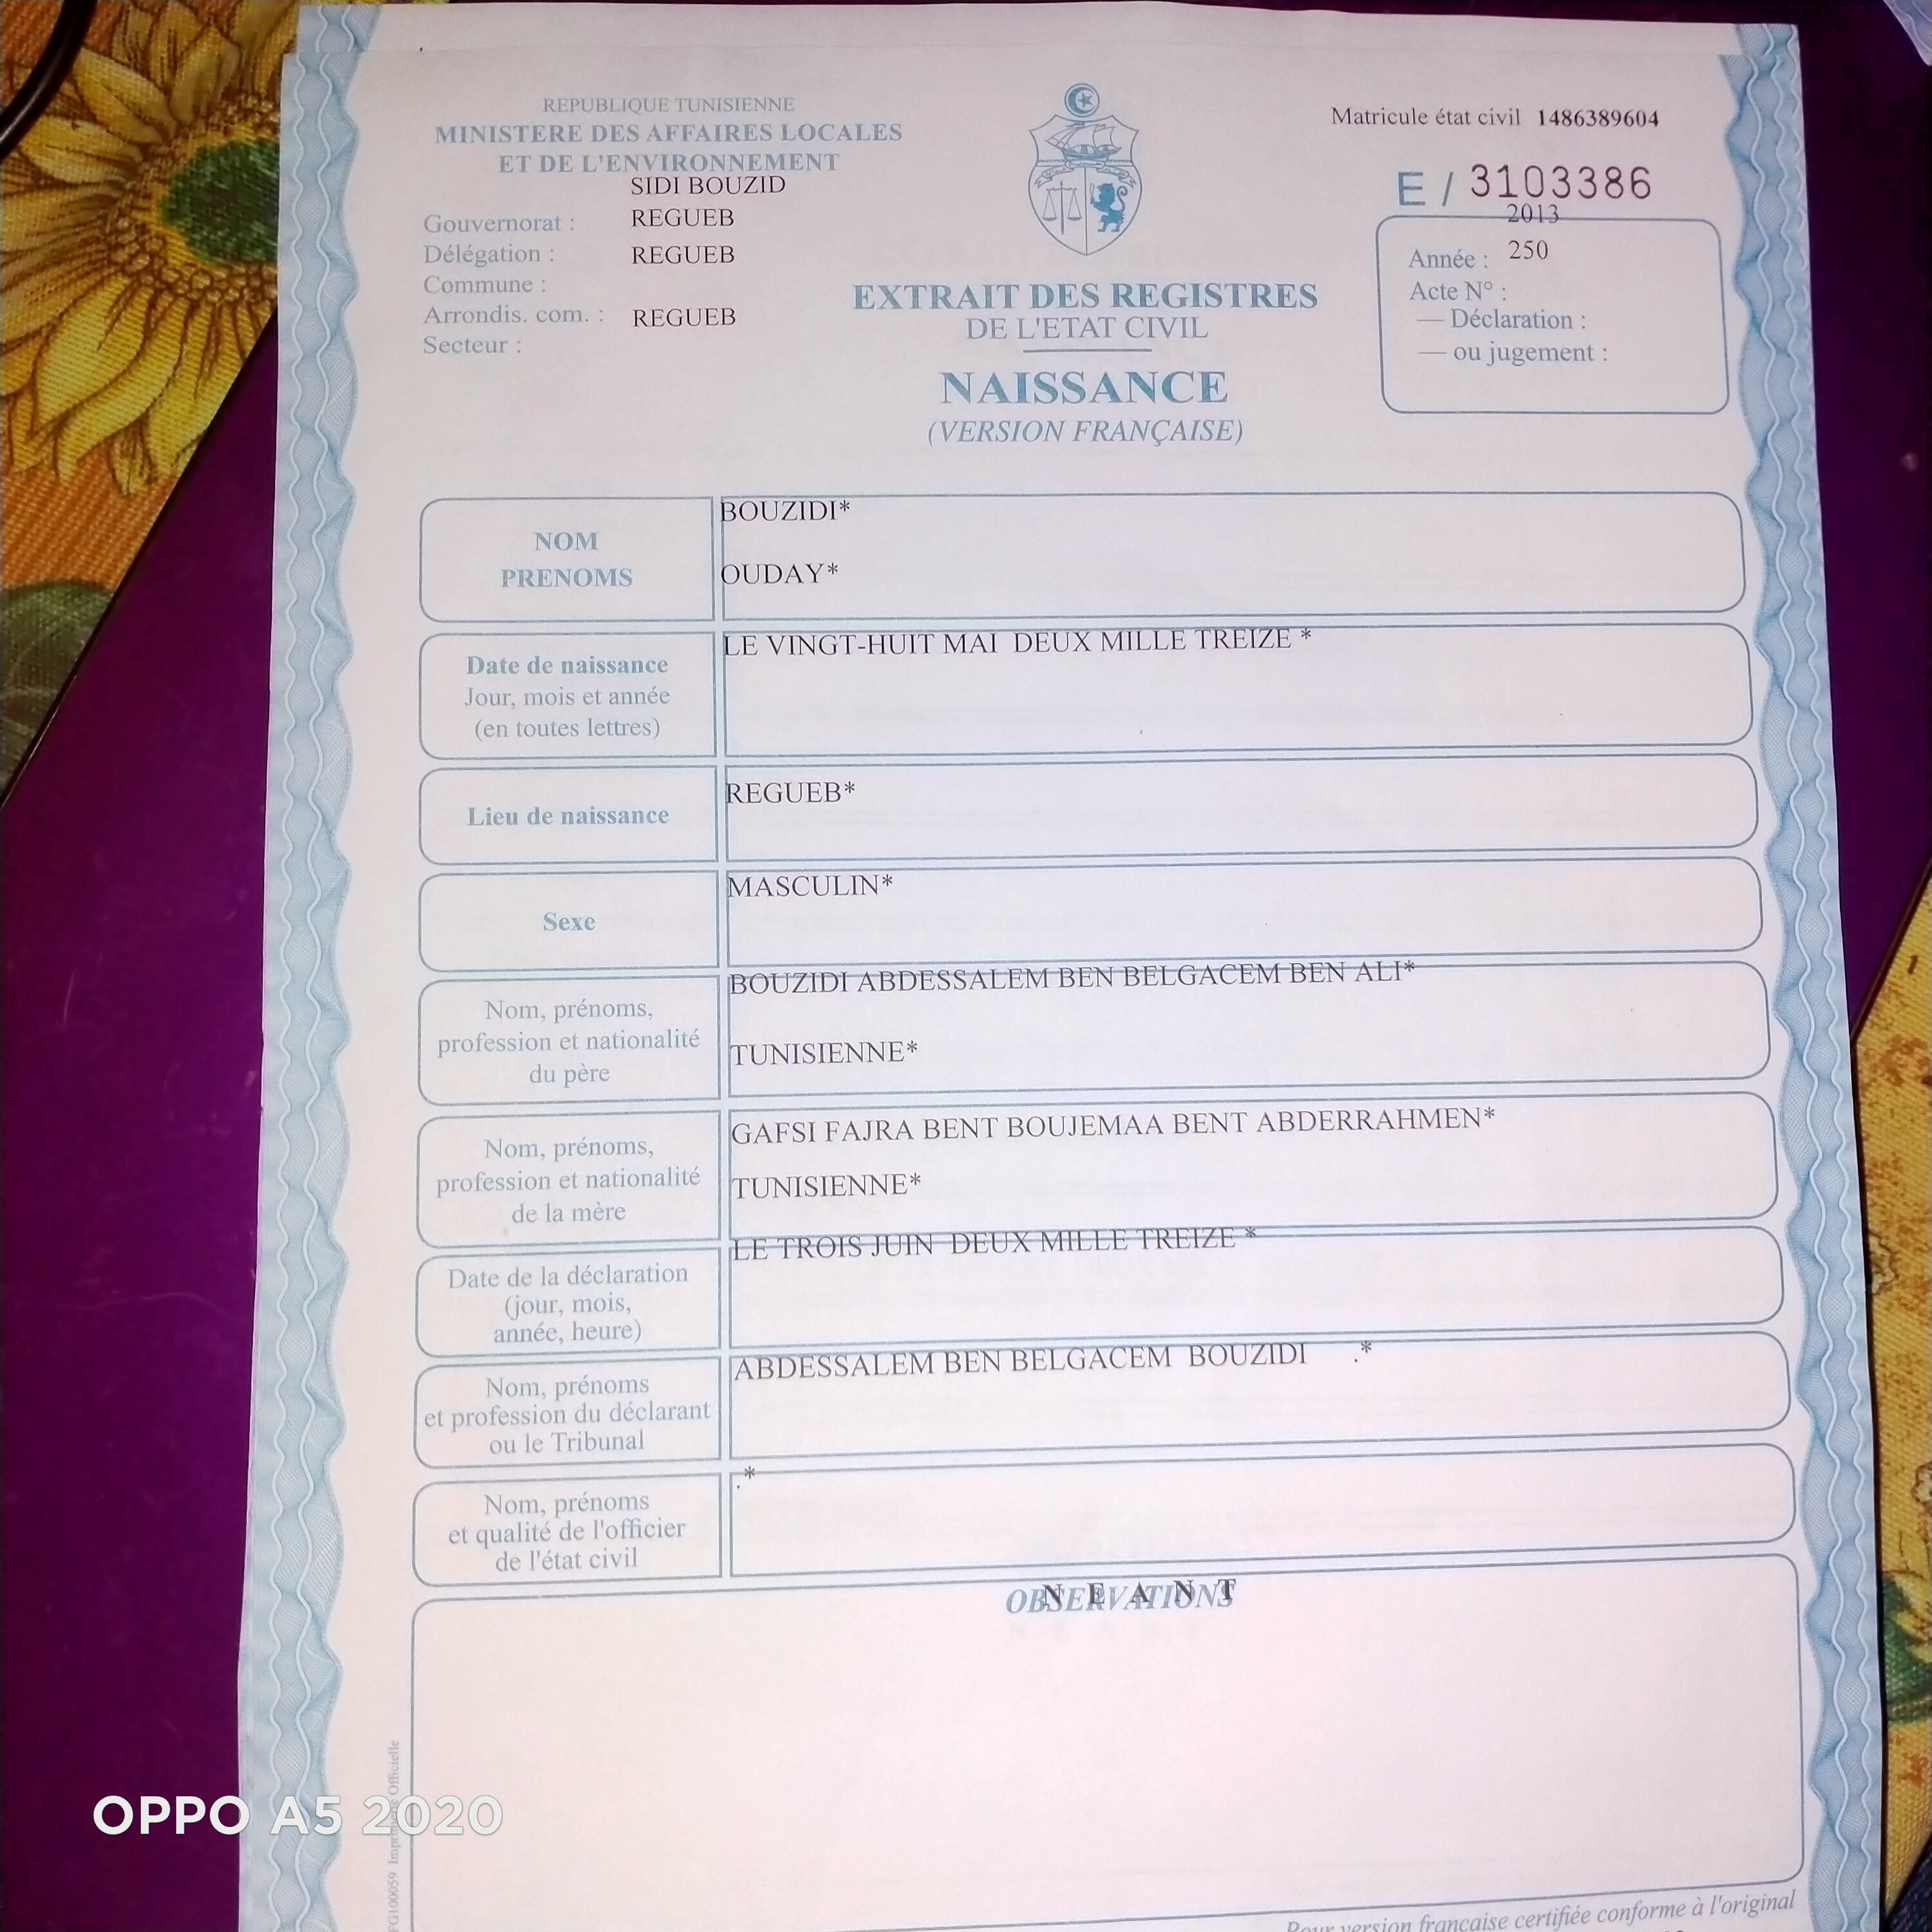 REPUBLIQUE TUNISIENNE
MINISTERE DES AFFAIRES LOCALES
ET DE L'ENVIRONNEMENT
SIDI BOUZID
Gouvernorat : REGUEB
Délégation : REGUEB
Commune :
Arrondis. com. : REGUEB
Secteur :
EXTRAIT DES REGISTRES
DE L'ETAT CIVIL
NAISSANCE
(VERSION FRANÇAISE)
Matricule état civil 1486389604
E / 3103386
2013
Année : 250
Acte N° :
— Déclaration :
— ou jugement :
NOM
PRENOMS
BOUZIDI*
OUDAY*
Date de naissance
Jour, mois et année
(en toutes lettres)
LE VINGT-HUIT MAI DEUX MILLE TREIZE *
Lieu de naissance
REGUEB*
Sexe
MASCULIN*
Nom, prénoms,
profession et nationalité
du père
BOUZIDI ABDESSALEM BEN BELGACEM BEN ALI*
TUNISIENNE*
Nom, prénoms,
profession et nationalité
de la mère
GAFSI FAJRA BENT BOUJEMAA BENT ABDERRAHMEN*
TUNISIENNE*
Date de la déclaration
(jour, mois,
année, heure)
LE TROIS JUIN DEUX MILLE TREIZE *
Nom, prénoms
et profession du déclarant
ou le Tribunal
ABDESSALEM BEN BELGACEM BOUZIDI .*
Nom, prénoms
et qualité de l'officier
de l'état civil
.*
OBSERVATIONS
N E A N T
FG100059 Imprimerie Officielle
Pour version française certifiée conforme à l'original
OPPO A5 2020